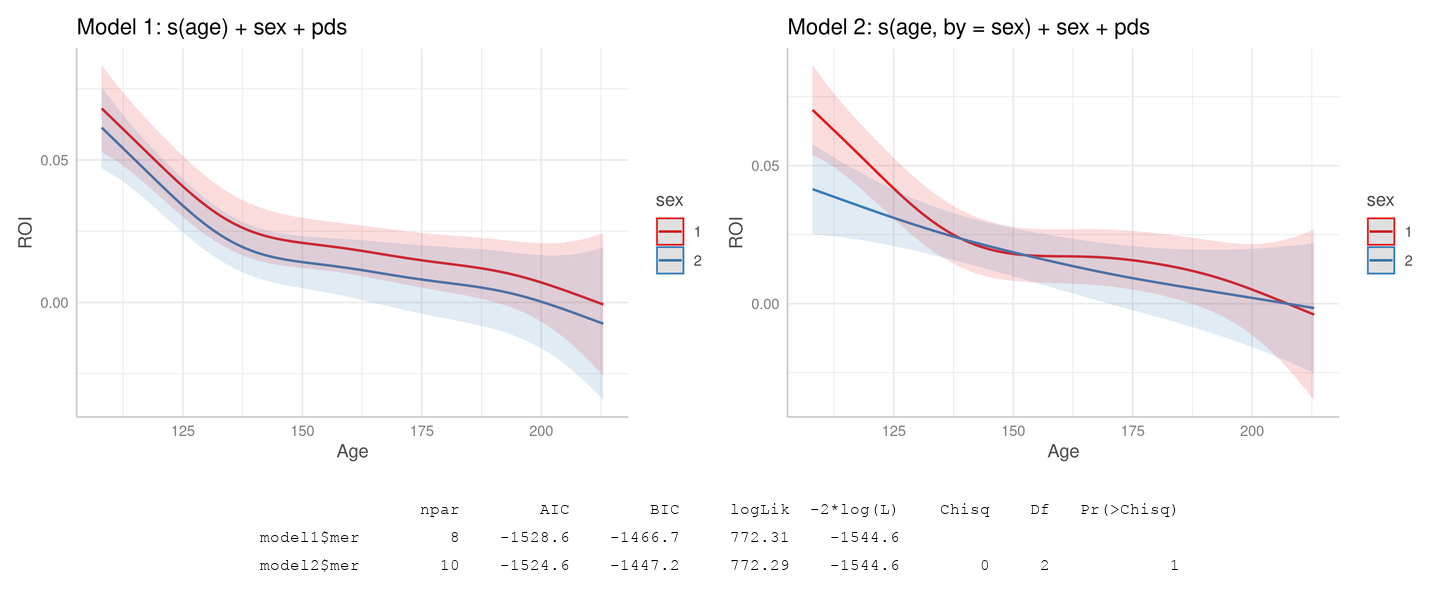 Model 1: s(age) + sex + pds
Model 2: s(age, by = sex) + sex + pds
ROI
0.05
0.00
125 150 175 200
Age
sex
1
2
ROI
0.05
0.00
125 150 175 200
Age
sex
1
2
npar AIC BIC logLik -2*log(L) Chisq Df Pr(>Chisq)
model1$mer 8 -1528.6 -1466.7 772.31 -1544.6
model2$mer 10 -1524.6 -1447.2 772.29 -1544.6 0 2 1